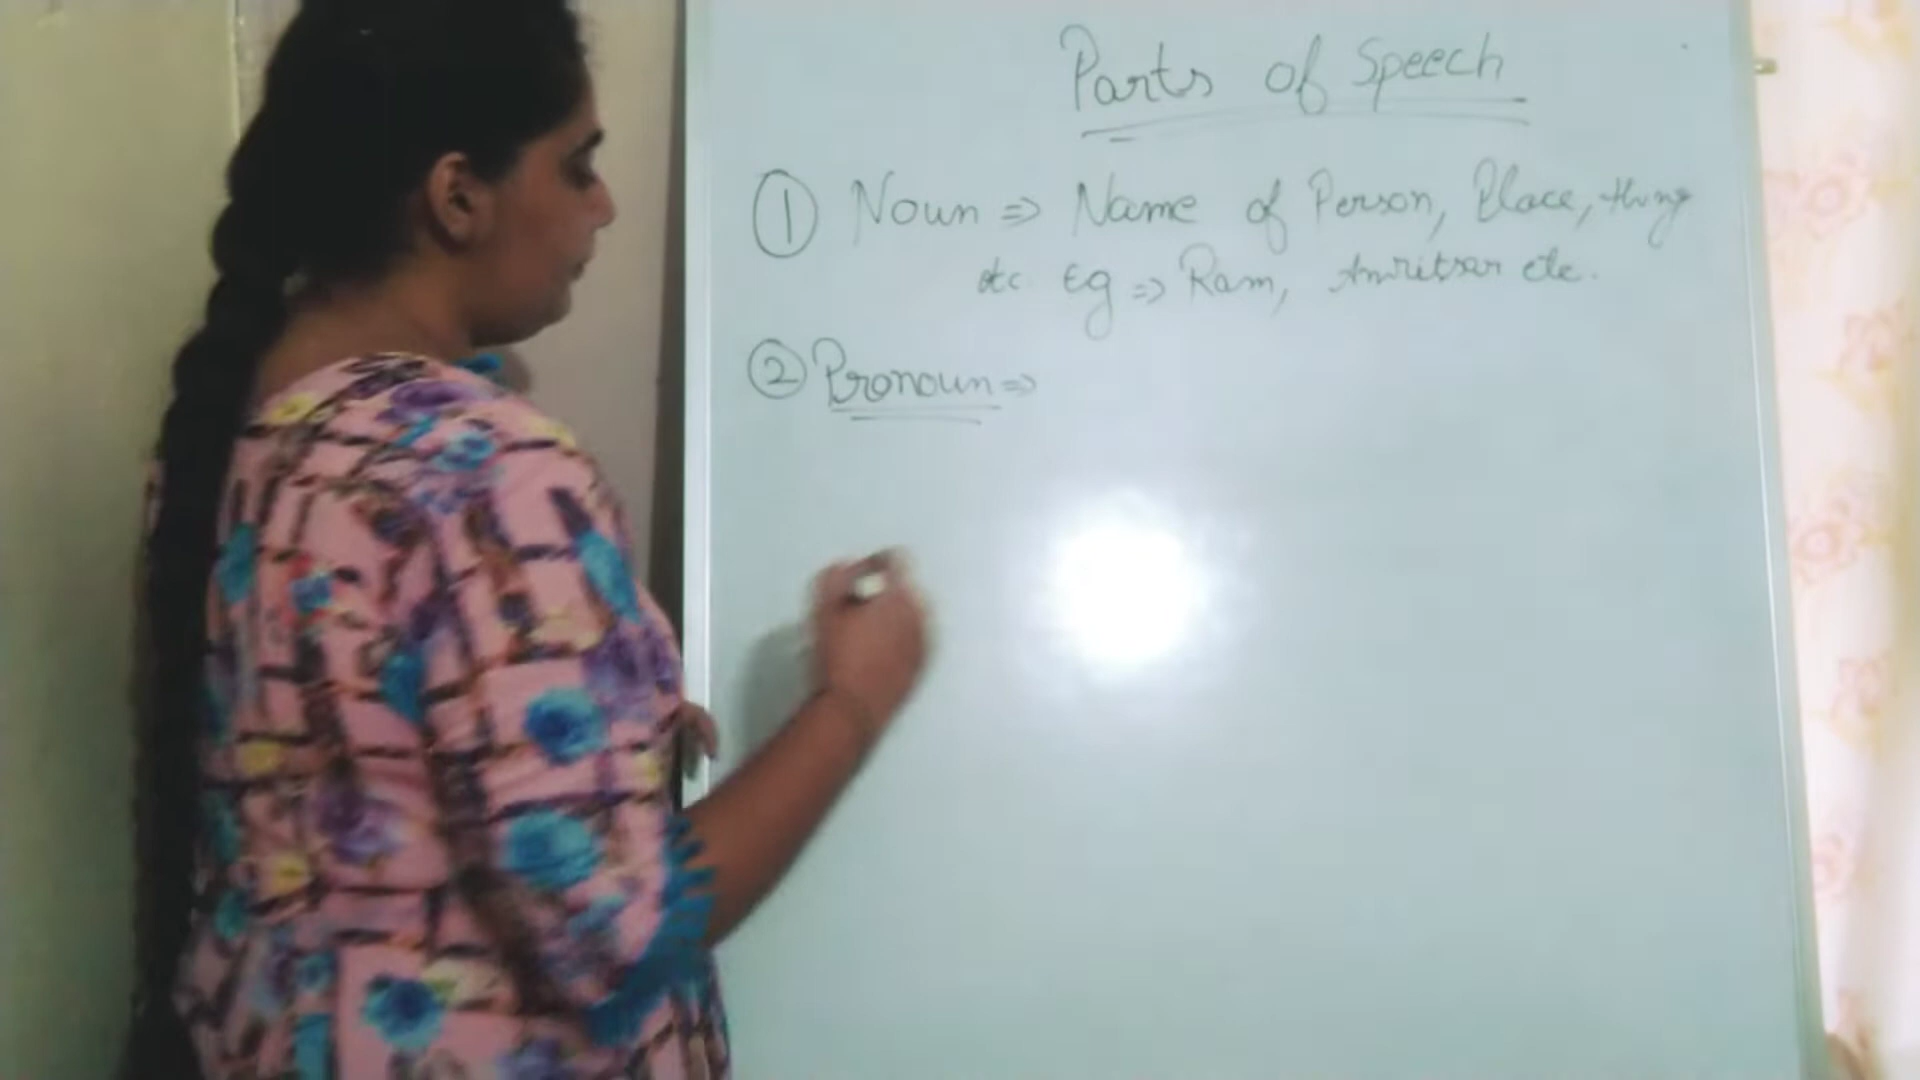 Parts of Speech
① Noun ⇒ Name of Person, Place, thing
etc Eg ⇒ Ram, Amritsar etc.
② Pronoun ⇒